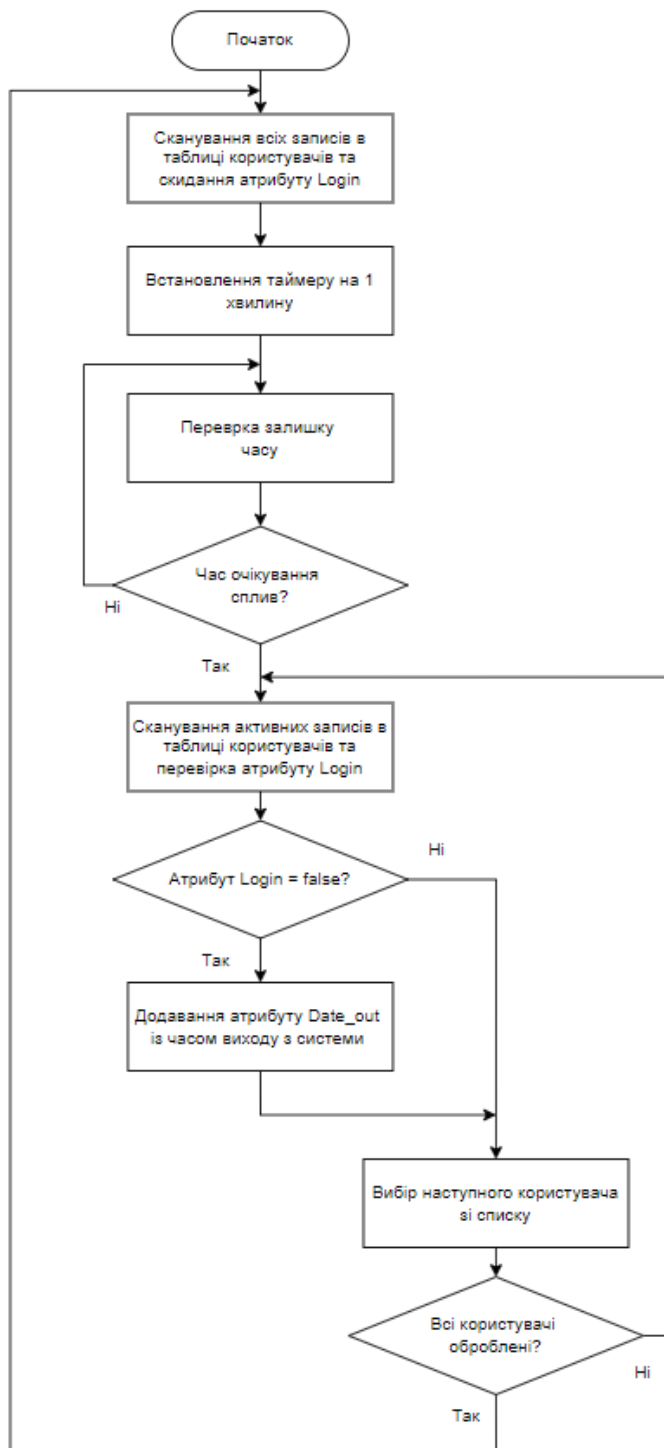 Початок
Сканування всіх записів в
таблиці користувачів та
скидання атрибуту Login
Встановлення таймеру на 1
хвилину
Переврка залишку
часу
Час очікування
сплив?
Ні
Так
Сканування активних записів в
таблиці користувачів та
перевірка атрибуту Login
Ні
Атрибут Login = false?
Так
Додавання атрибуту Date_out
із часом виходу з системи
Вибір наступного користувача
зі списку
Всі користувачі
оброблені?
Ні
Так